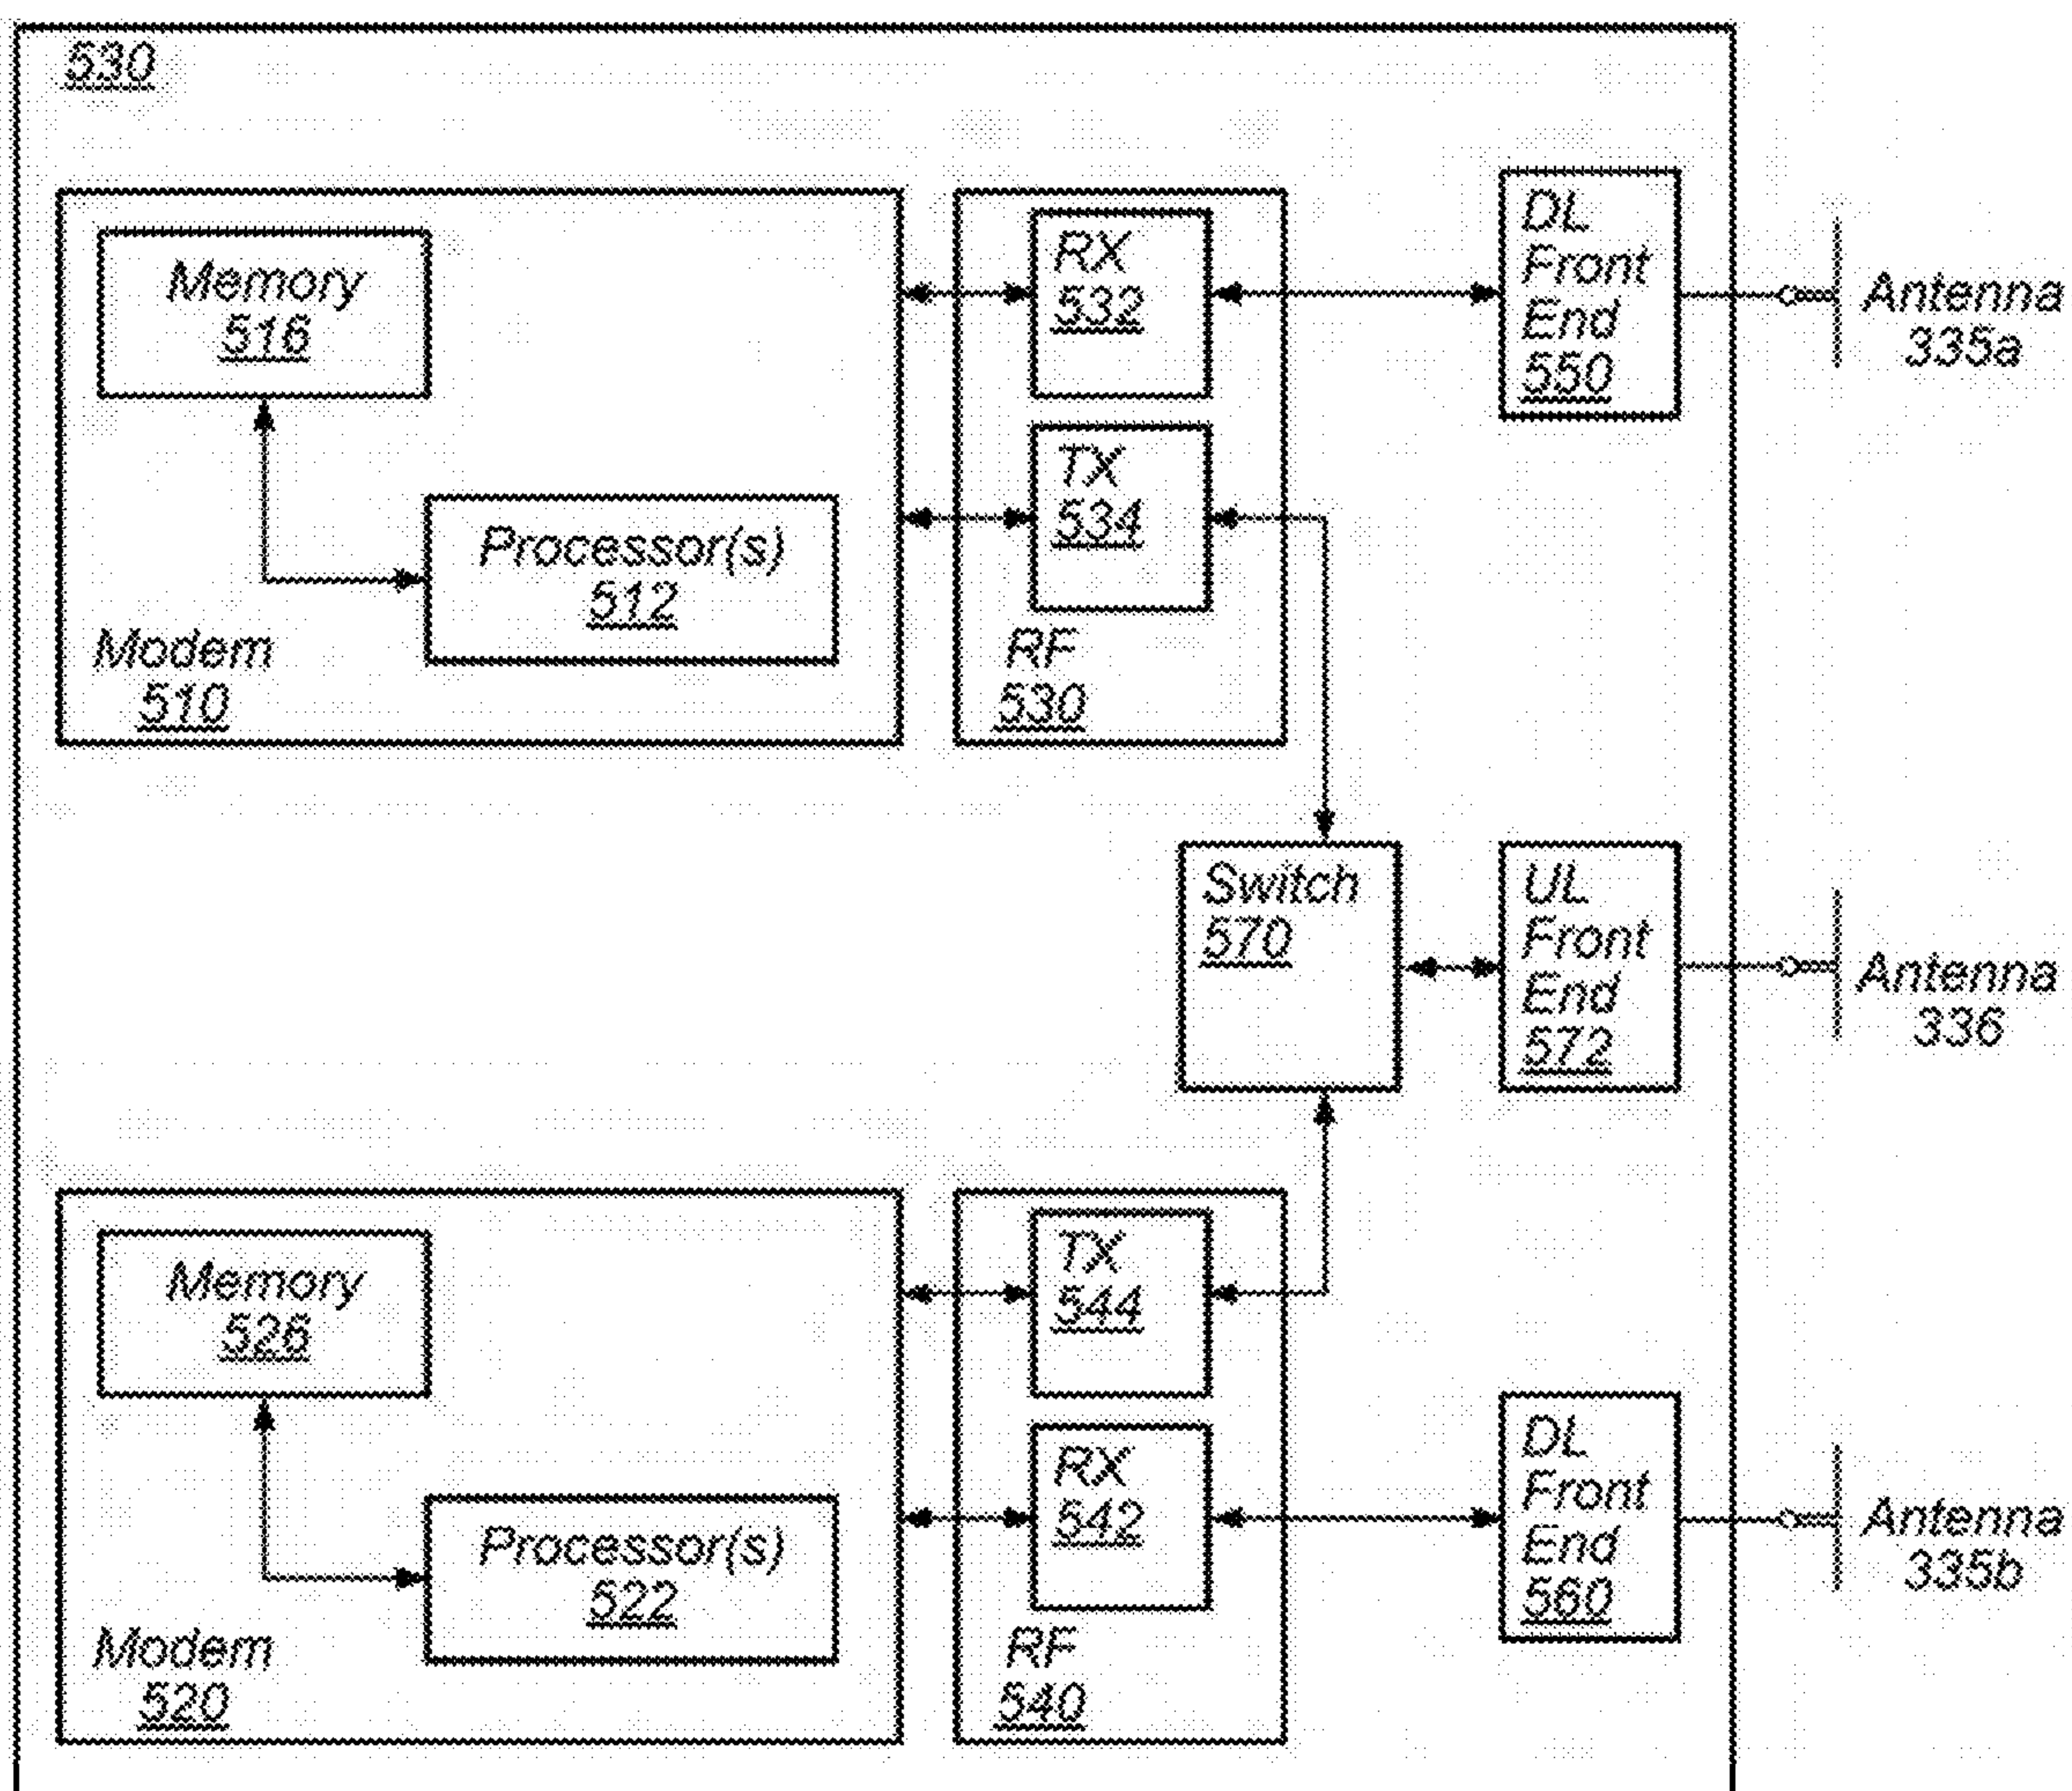 530
Memory
516
Processor(s)
512
Modem
510
RX
532
TX
534
RF
530
DL
Front
End
550
Antenna
335a
Switch
570
UL
Front
End
572
Antenna
336
Memory
526
Processor(s)
522
Modem
520
TX
544
RX
542
RF
540
DL
Front
End
560
Antenna
335b